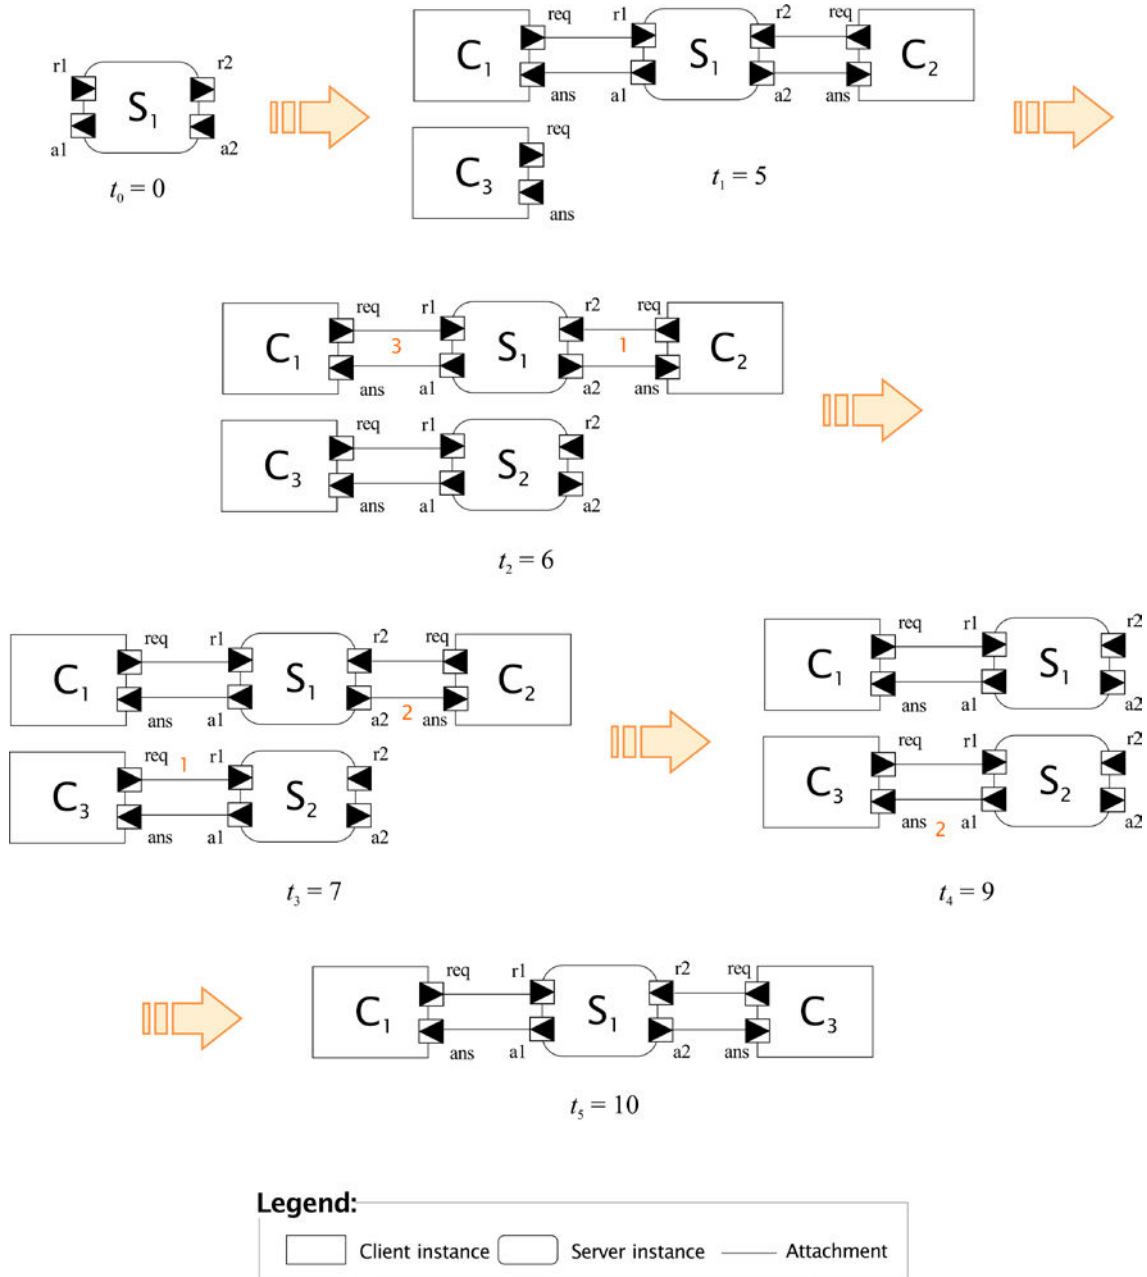 r1 S1 r2
a1 a2
t0 = 0
C1 req r1 S1 r2 req C2
ans a1 a2 ans
C3 req
ans
t1 = 5
C1 req r1 S1 r2 req C2
3 1
ans a1 a2 ans
C3 req r1 S2 r2
ans a1 a2
t2 = 6
C1 req r1 S1 r2 req C2
ans a1 a2 2 ans
C3 req 1 r1 S2 r2
ans a1 a2
t3 = 7
C1 req r1 S1 r2
ans a1 a2
C3 req r1 S2 r2
ans 2 a1 a2
t4 = 9
C1 req r1 S1 r2 req C3
ans a1 a2 ans
t5 = 10
Legend:
Client instance Server instance Attachment